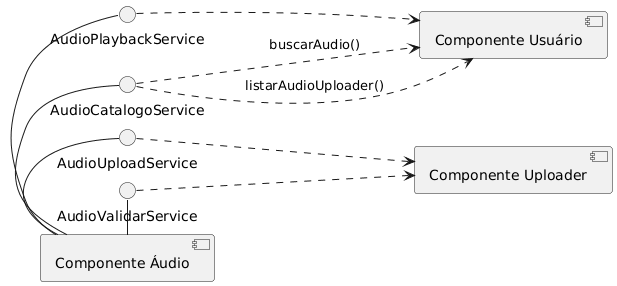 AudioPlaybackService
Componente Usuário
buscarAudio()
listarAudioUploader()
AudioCatalogoService
AudioUploadService
Componente Uploader
AudioValidarService
Componente Áudio